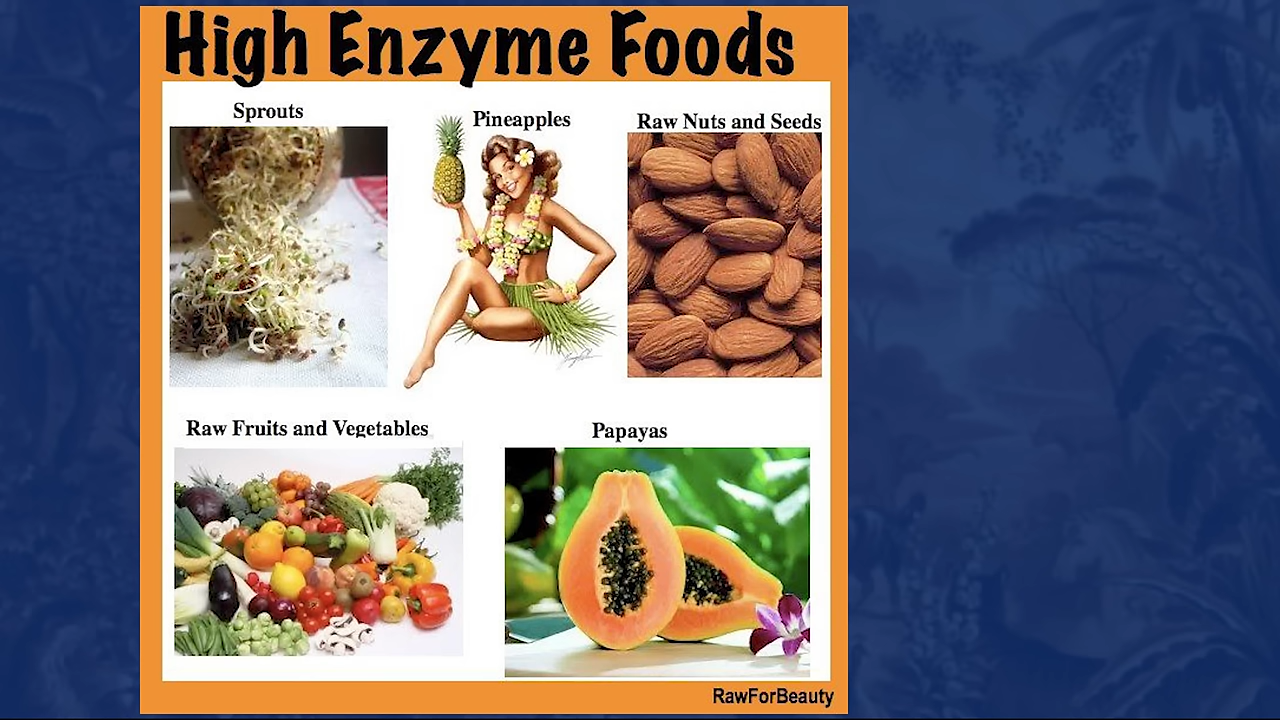 High Enzyme Foods
Sprouts
Pineapples
Raw Nuts and Seeds
Raw Fruits and Vegetables
Papayas
RawForBeauty